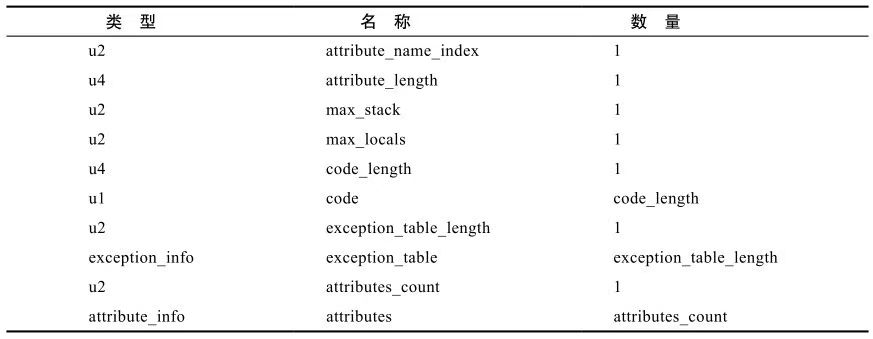 类 型 名 称 数 量
u2 attribute_name_index 1
u4 attribute_length 1
u2 max_stack 1
u2 max_locals 1
u4 code_length 1
u1 code code_length
u2 exception_table_length 1
exception_info exception_table exception_table_length
u2 attributes_count 1
attribute_info attributes attributes_count